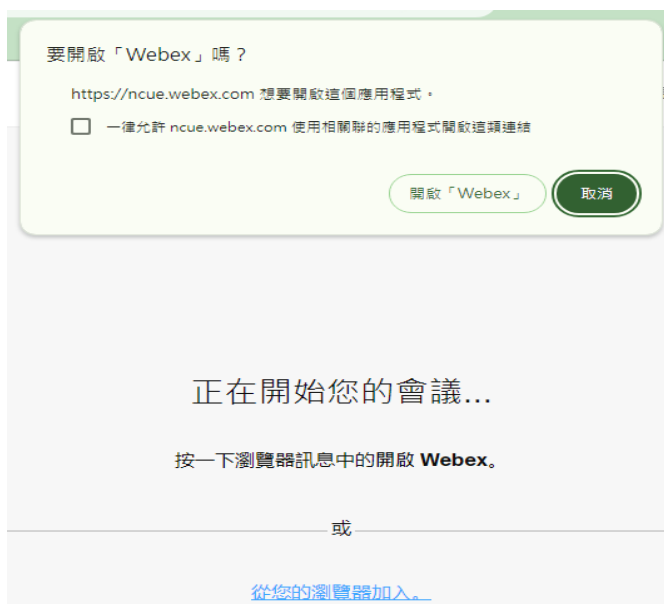 要開啟「Webex」嗎？
https://ncue.webex.com 想要開啟這個應用程式。
一律允許 ncue.webex.com 使用相關聯的應用程式開啟這類連結
開啟「Webex」 取消
正在開始您的會議...
按一下瀏覽器訊息中的開啟 Webex。
或
從您的瀏覽器加入。